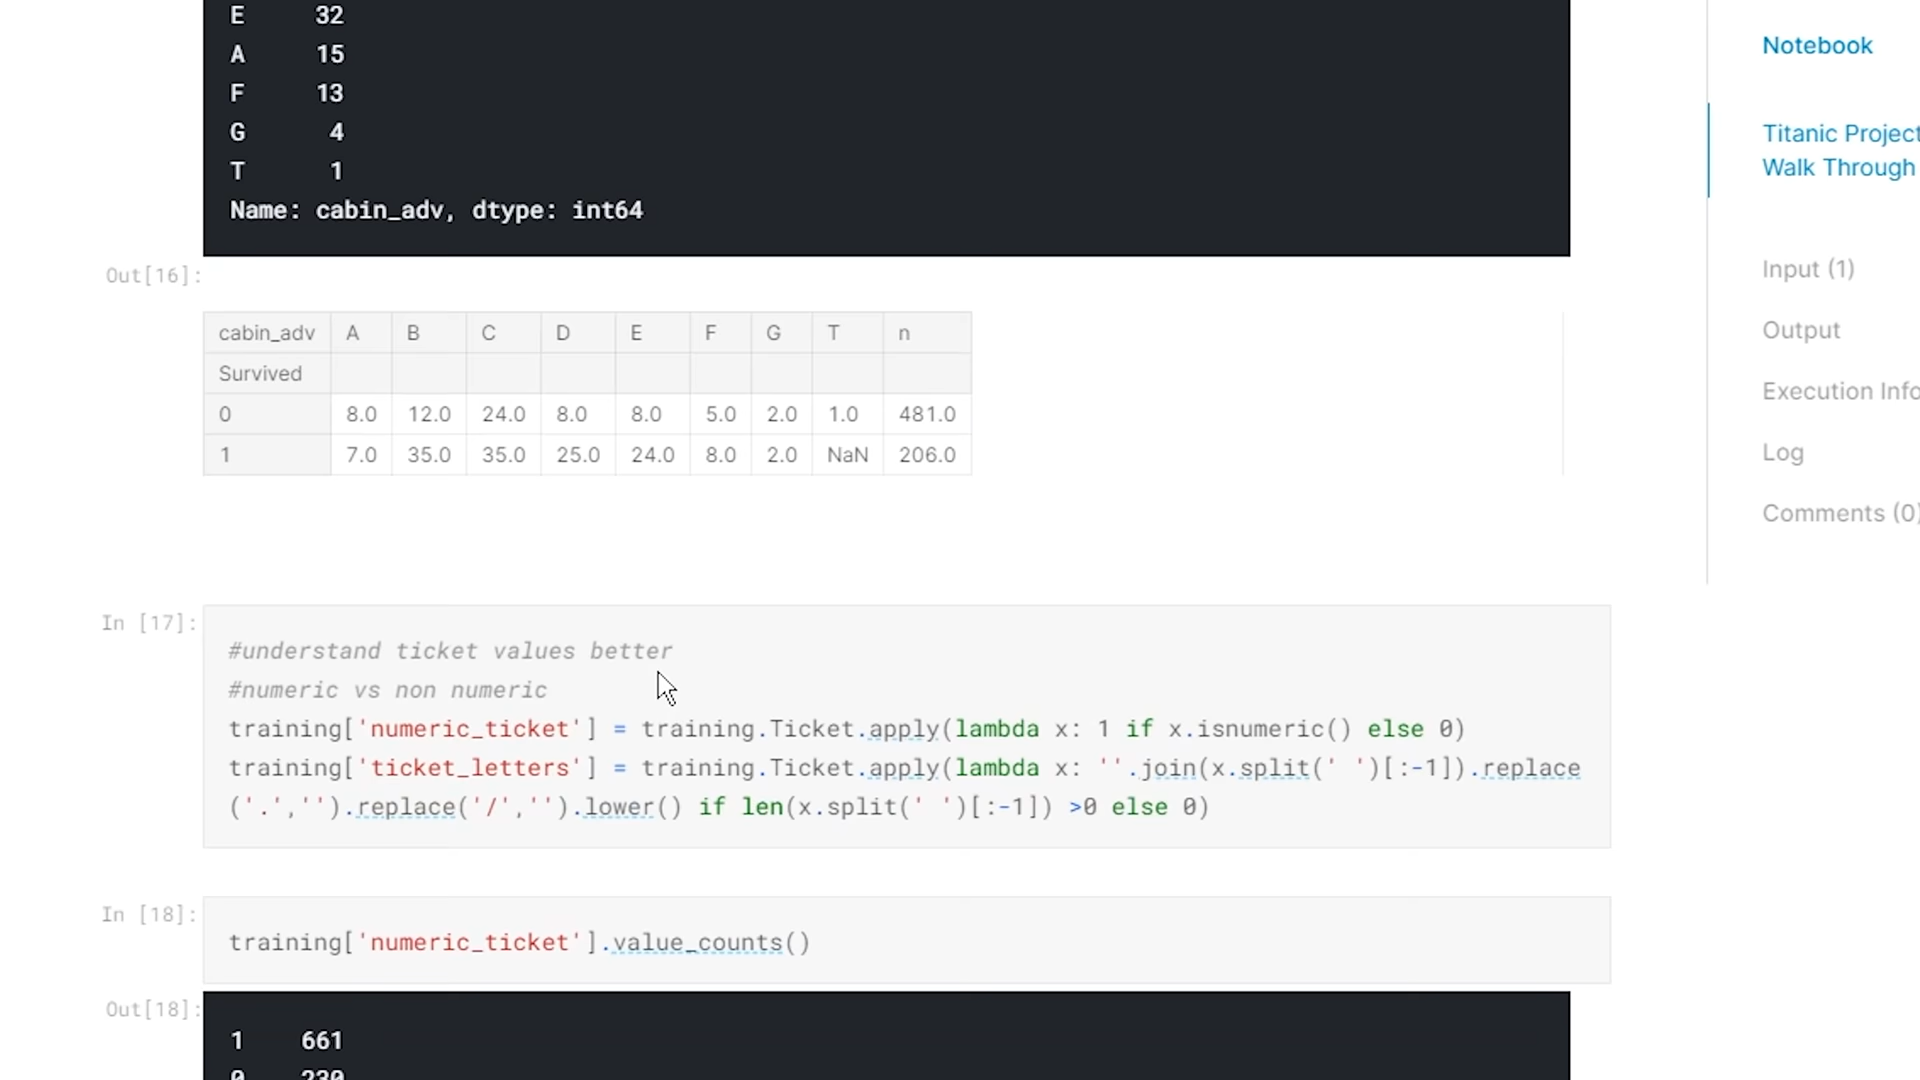 E 32
A 15
F 13
G 4
T 1
Name: cabin_adv, dtype: int64
Out[16]:
cabin_adv A B C D E F G T n
Survived
0 8.0 12.0 24.0 8.0 8.0 5.0 2.0 1.0 481.0
1 7.0 35.0 35.0 25.0 24.0 8.0 2.0 NaN 206.0
In [17]:
#understand ticket values better
#numeric vs non numeric
training['numeric_ticket'] = training.Ticket.apply(lambda x: 1 if x.isnumeric() else 0)
training['ticket_letters'] = training.Ticket.apply(lambda x: ''.join(x.split(' ')[:-1]).replace
('.','').replace('/','').lower() if len(x.split(' ')[:-1]) >0 else 0)
In [18]:
training['numeric_ticket'].value_counts()
Out[18]:
1 661
0 230
Notebook
Titanic Project
Walk Through
Input (1)
Output
Execution Info
Log
Comments (0)